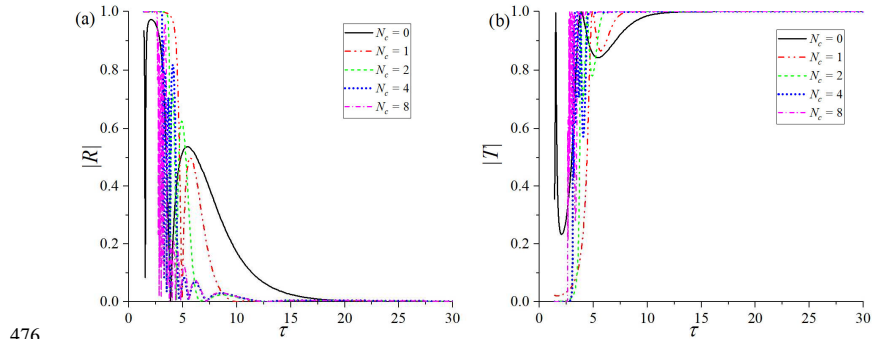 (a)
1.0
0.8
0.6
0.4
0.2
0.0
|R|
N_c = 0
N_c = 1
N_c = 2
N_c = 4
N_c = 8
0 5 10 15 20 25 30
τ
(b)
1.0
0.8
0.6
0.4
0.2
0.0
|T|
N_c = 0
N_c = 1
N_c = 2
N_c = 4
N_c = 8
0 5 10 15 20 25 30
τ
476